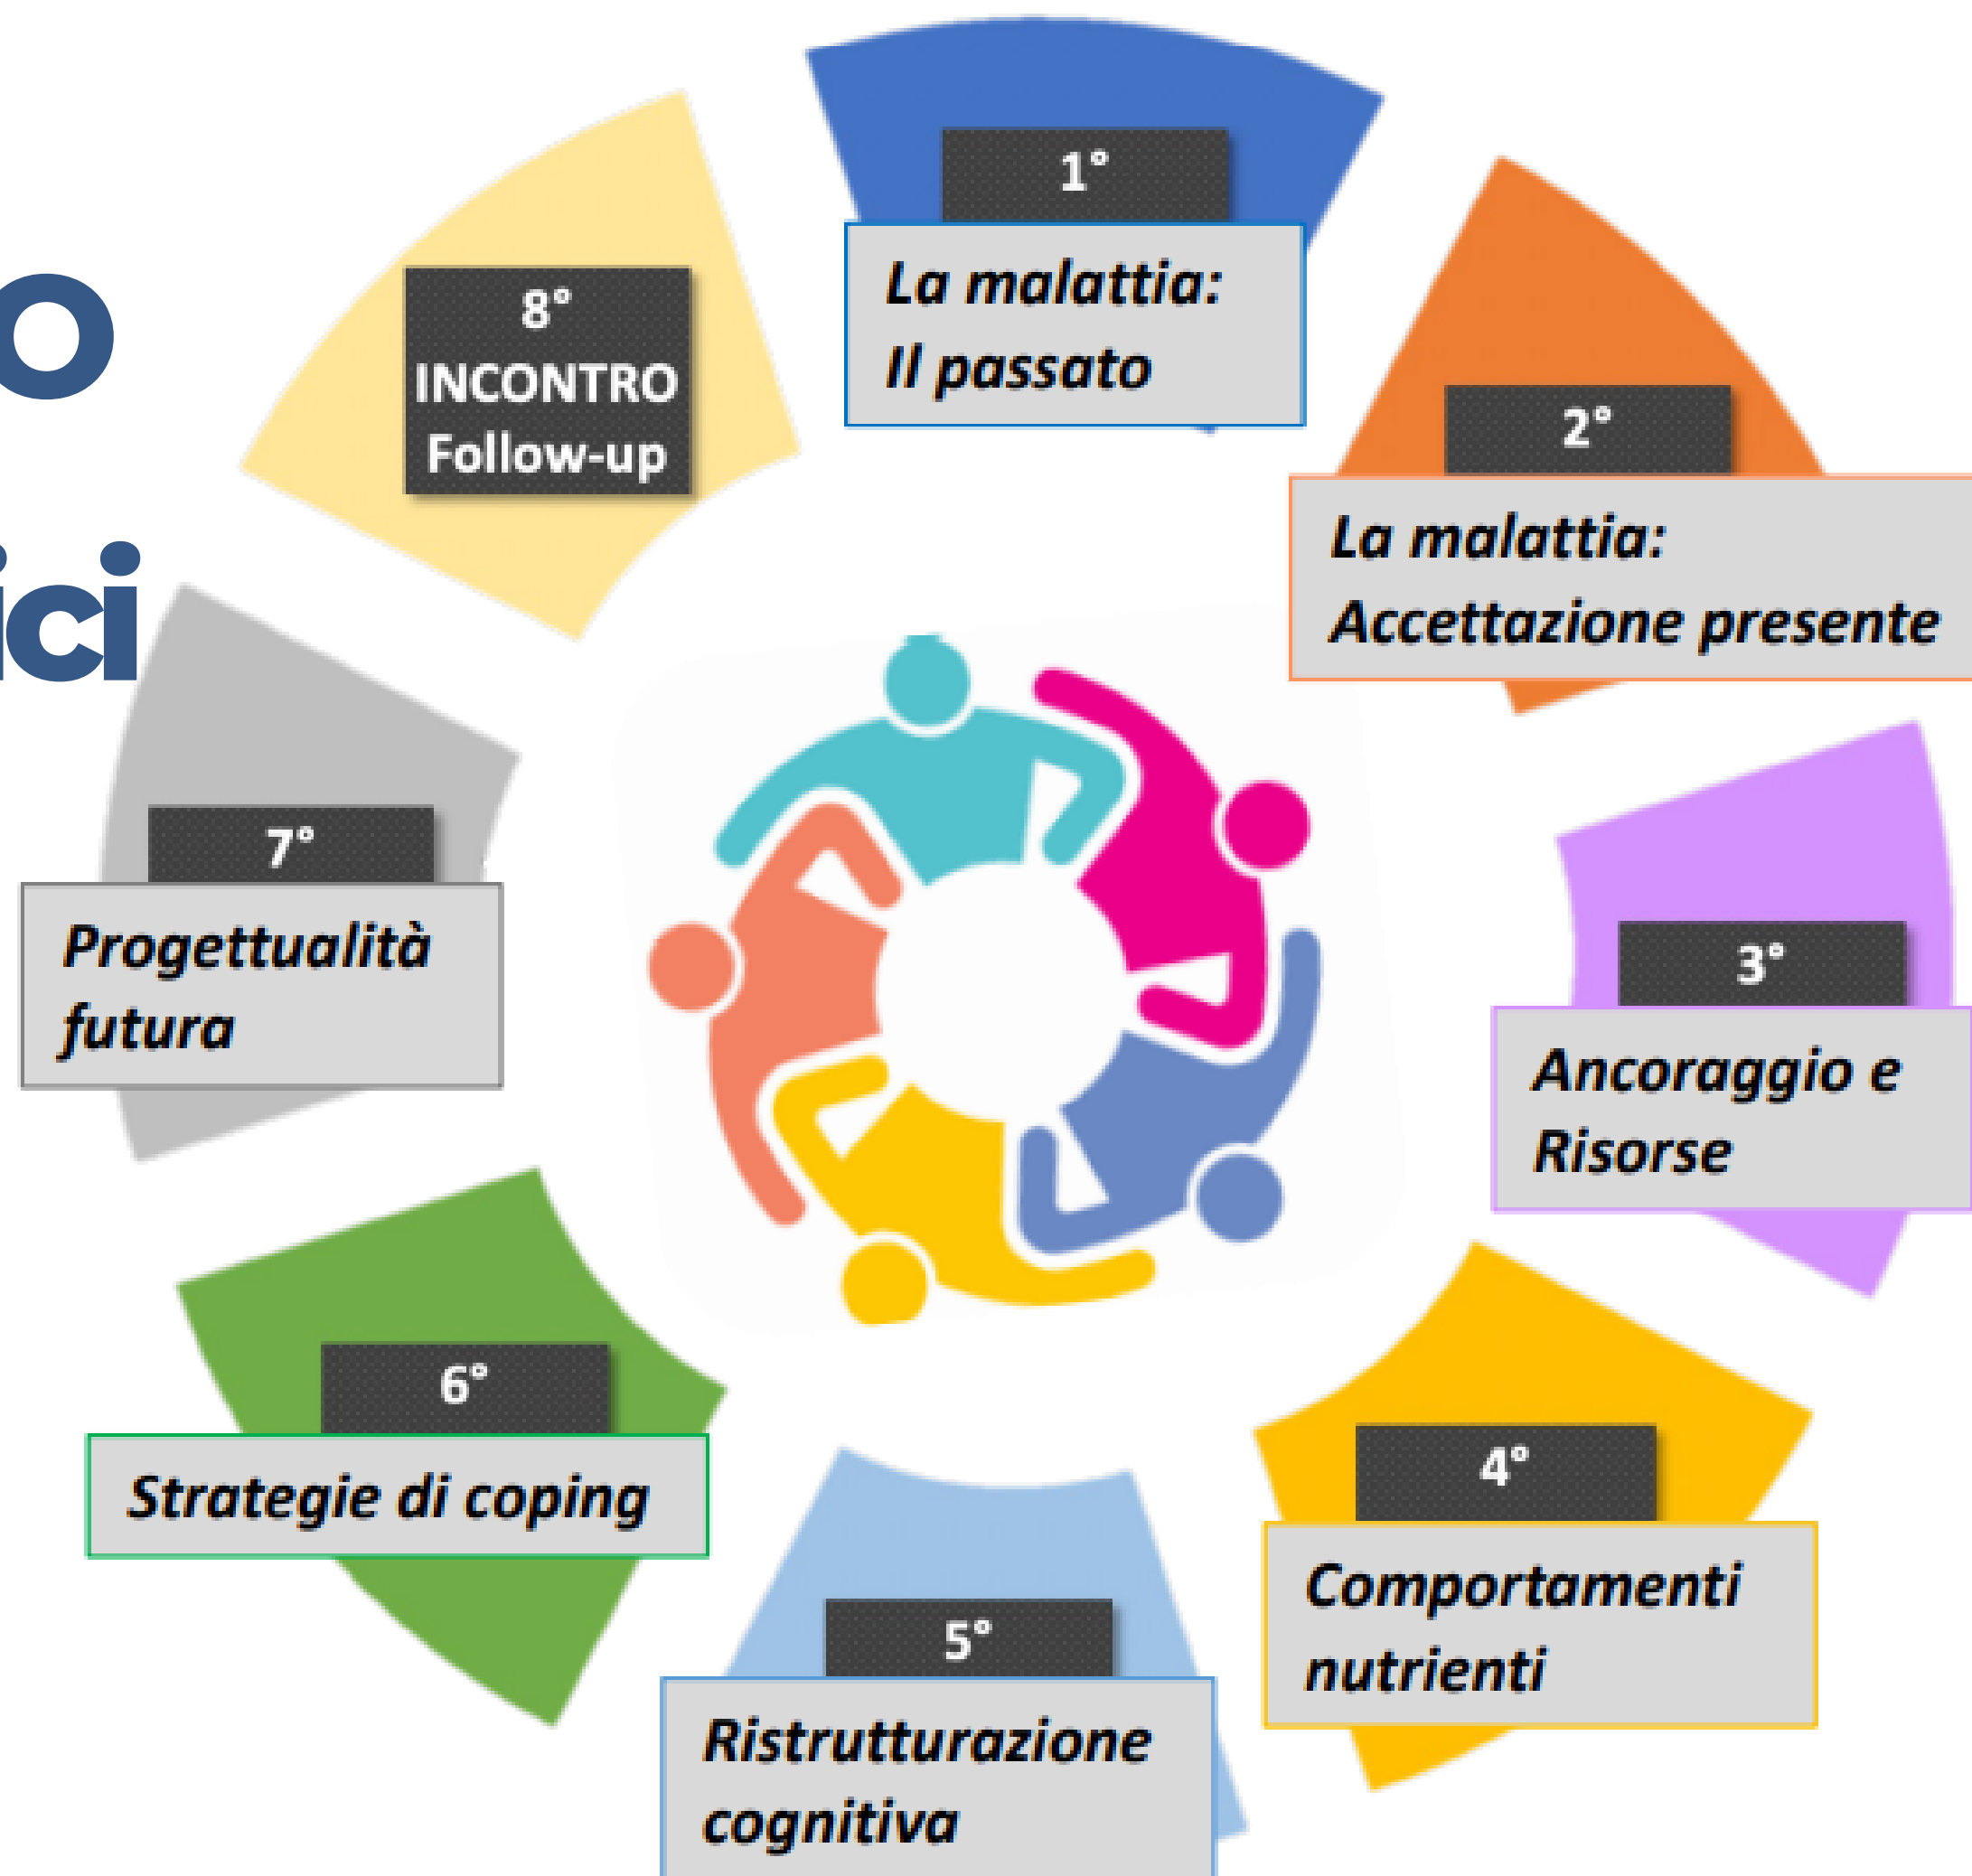 o
ici
1°
La malattia:
Il passato
2°
La malattia:
Accettazione presente
3°
Ancoraggio e
Risorse
4°
Comportamenti
nutrienti
5°
Ristrutturazione
cognitiva
6°
Strategie di coping
7°
Progettualità
futura
8°
INCONTRO
Follow-up